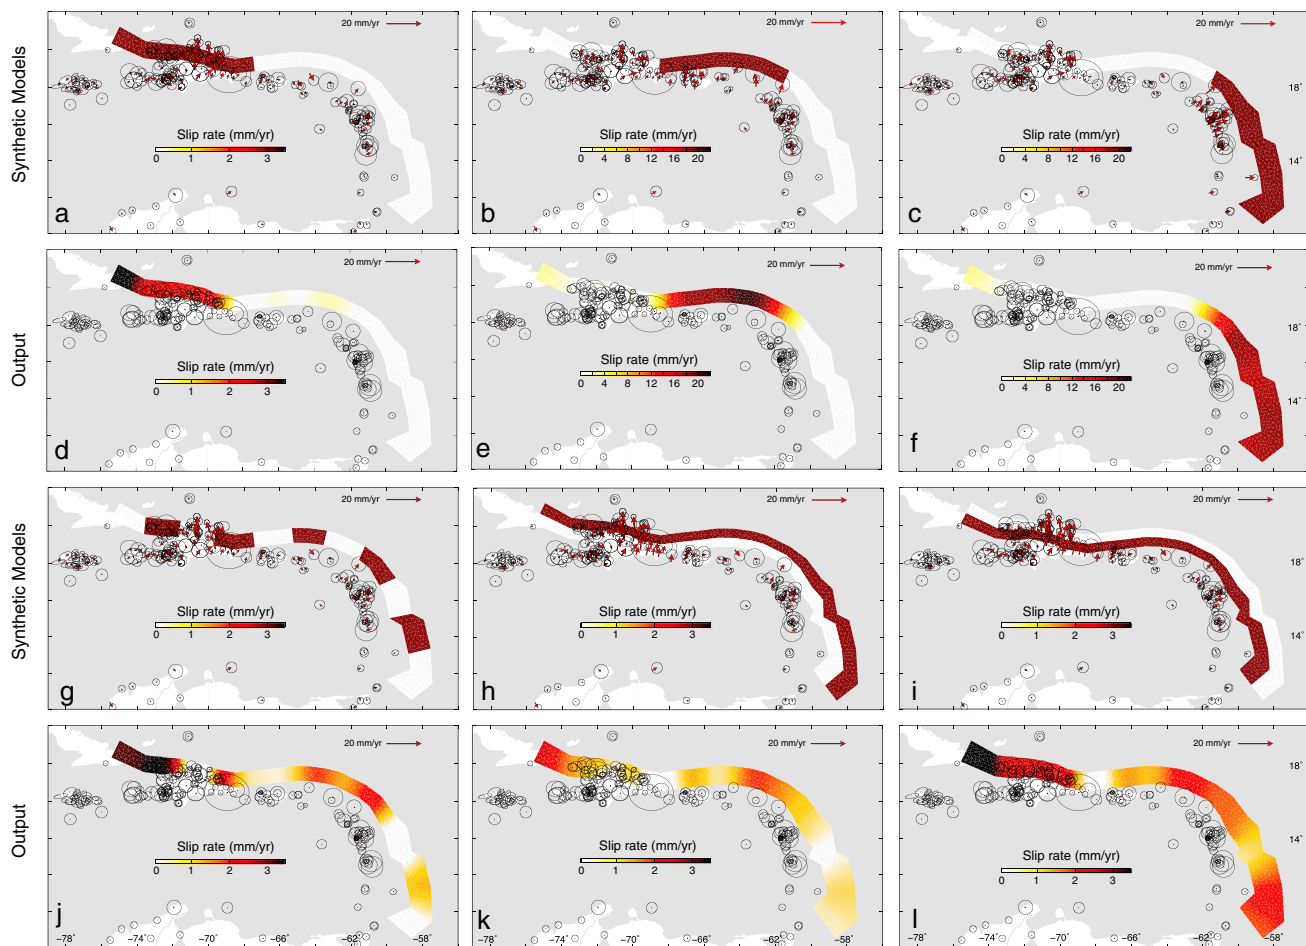 Synthetic Models
20 mm/yr
Slip rate (mm/yr)
0 1 2 3
a
20 mm/yr
Slip rate (mm/yr)
0 4 8 12 16 20
b
20 mm/yr
18°
Slip rate (mm/yr)
0 4 8 12 16 20
14°
c
Output
20 mm/yr
Slip rate (mm/yr)
0 1 2 3
d
20 mm/yr
Slip rate (mm/yr)
0 4 8 12 16 20
e
20 mm/yr
18°
Slip rate (mm/yr)
0 4 8 12 16 20
14°
f
Synthetic Models
20 mm/yr
Slip rate (mm/yr)
0 1 2 3
g
20 mm/yr
Slip rate (mm/yr)
0 1 2 3
h
20 mm/yr
18°
Slip rate (mm/yr)
0 1 2 3
14°
i
Output
20 mm/yr
Slip rate (mm/yr)
0 1 2 3
j
−78° −74° −70° −66° −62° −58°
20 mm/yr
Slip rate (mm/yr)
0 1 2 3
k
−78° −74° −70° −66° −62° −58°
20 mm/yr
18°
Slip rate (mm/yr)
0 1 2 3
14°
l
−78° −74° −70° −66° −62° −58°